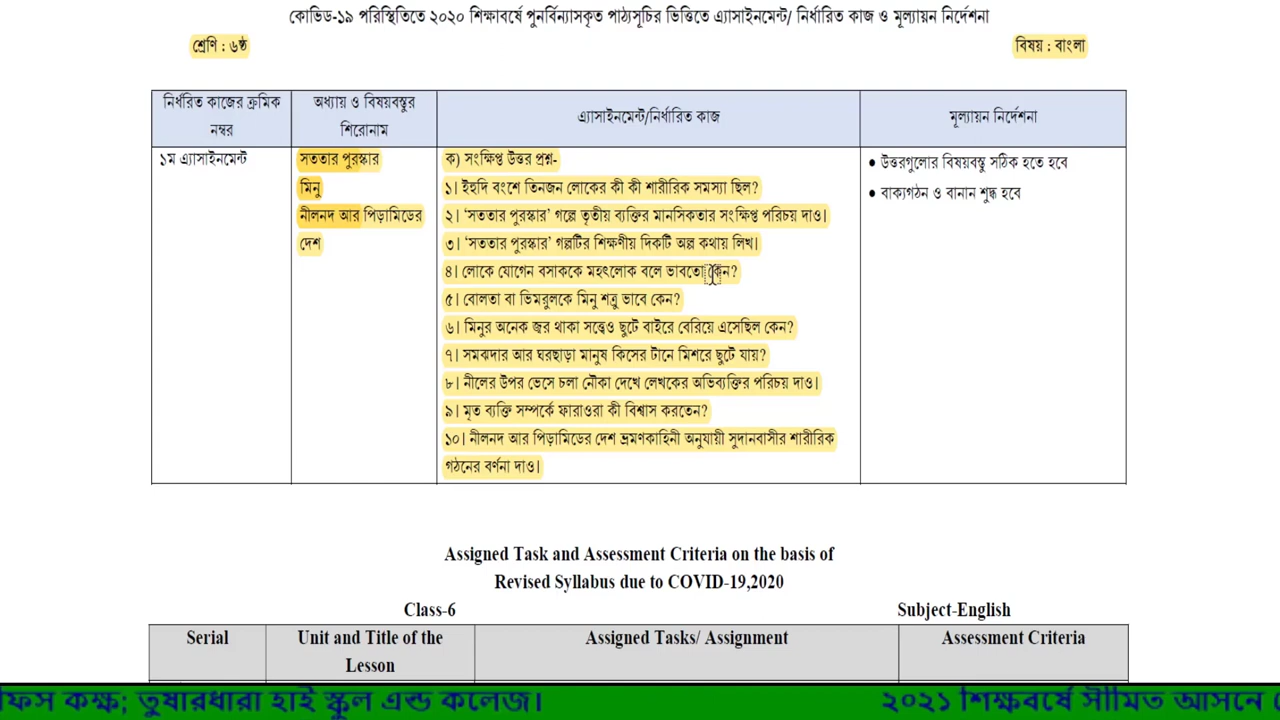 কোভিড-১৯ পরিস্থিতিতে ২০২০ শিক্ষাবর্ষে পুনর্বিন্যাসকৃত পাঠ্যসূচির ভিত্তিতে এ্যাসাইনমেন্ট/ নির্ধারিত কাজ ও মূল্যায়ন নির্দেশনা
শ্রেণি : ৬ষ্ঠ
বিষয় : বাংলা
নির্ধারিত কাজের ক্রমিক
নম্বর
অধ্যায় ও বিষয়বস্তুর
শিরোনাম
এ্যাসাইনমেন্ট/নির্ধারিত কাজ
মূল্যায়ন নির্দেশনা
১ম এ্যাসাইনমেন্ট
সততার পুরস্কার
মিনু
নীলনদ আর পিড়ামিডের
দেশ
ক) সংক্ষিপ্ত উত্তর প্রশ্ন-
১। ইহুদি বংশে তিনজন লোকের কী কী শারীরিক সমস্যা ছিল?
২। ‘সততার পুরস্কার’ গল্পে তৃতীয় ব্যক্তির মানসিকতার সংক্ষিপ্ত পরিচয় দাও।
৩। ‘সততার পুরস্কার’ গল্পটির শিক্ষণীয় দিকটি অল্প কথায় লিখ।
৪। লোকে যোগেন বসাককে মহৎলোক বলে ভাবতো কেন?
৫। বোলতা বা ভিমরুলকে মিনু শত্রু ভাবে কেন?
৬। মিনুর অনেক জ্বর থাকা সত্ত্বেও ছুটে বাইরে বেরিয়ে এসেছিল কেন?
৭। সমঝদার আর ঘরছাড়া মানুষ কিসের টানে মিশরে ছুটে যায়?
৮। নীলের উপর ভেসে চলা নৌকা দেখে লেখকের অভিব্যক্তির পরিচয় দাও।
৯। মৃত ব্যক্তি সম্পর্কে ফারাওরা কী বিশ্বাস করতেন?
১০। নীলনদ আর পিড়ামিডের দেশ ভ্রমণকাহিনী অনুযায়ী সুদানবাসীর শারীরিক
গঠনের বর্ণনা দাও।
• উত্তরগুলোর বিষয়বস্তু সঠিক হতে হবে
• বাক্যগঠন ও বানান শুদ্ধ হবে
Assigned Task and Assessment Criteria on the basis of
Revised Syllabus due to COVID-19,2020
Class-6
Subject-English
Serial
Unit and Title of the
Lesson
Assigned Tasks/ Assignment
Assessment Criteria
ফিস কক্ষ; তুষারধারা হাই স্কুল এন্ড কলেজ।
২০২১ শিক্ষবর্ষে সীমিত আসনে